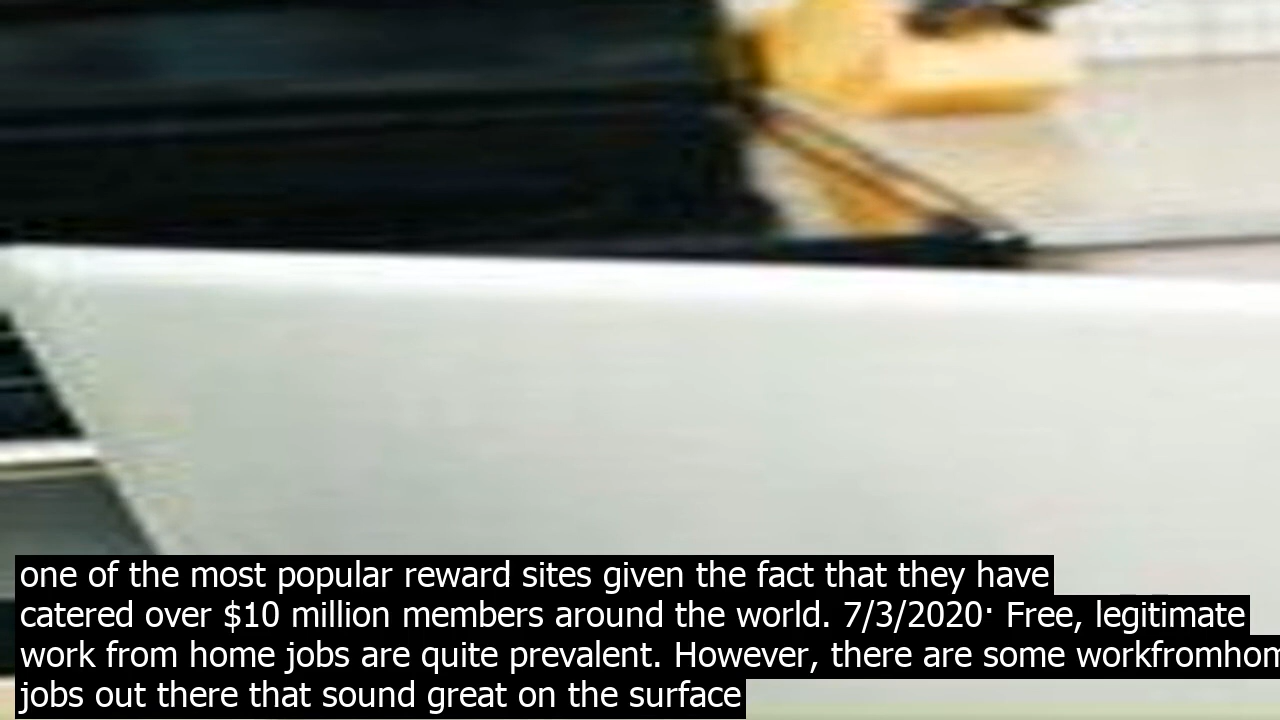 one of the most popular reward sites given the fact that they have
catered over $10 million members around the world. 7/3/2020· Free, legitimate
work from home jobs are quite prevalent. However, there are some workfromhom
jobs out there that sound great on the surface